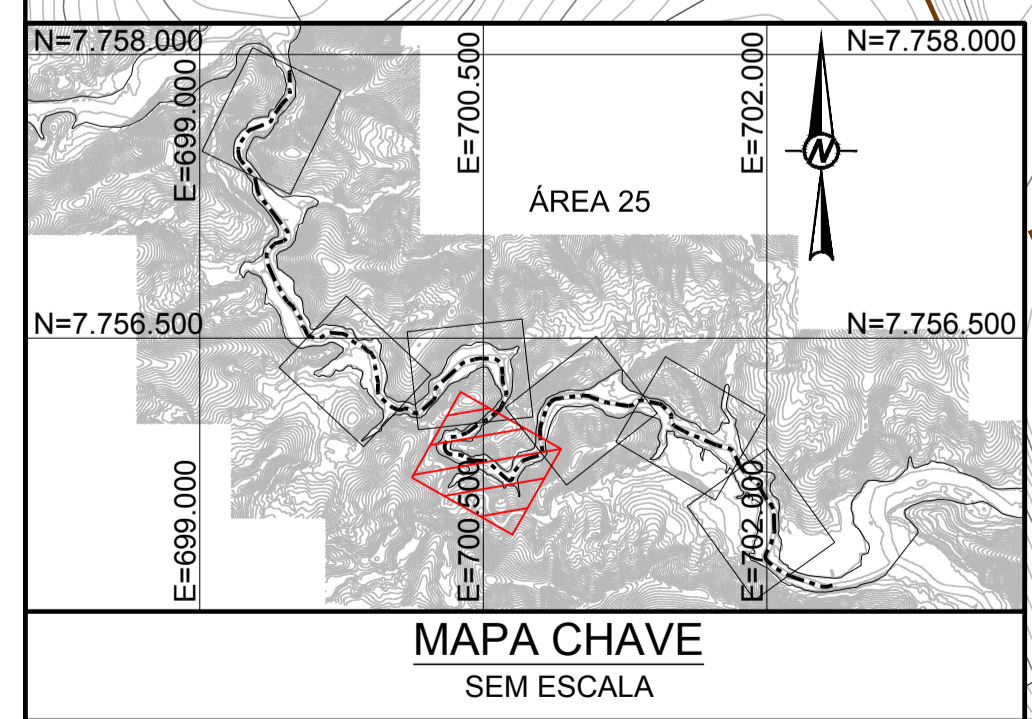 N=7.758.000
N=7.758.000
E=699.000
E=700.500
E=702.000
N
ÁREA 25
N=7.756.500
N=7.756.500
E=699.000
E=700.500
E=702.000
MAPA CHAVE
SEM ESCALA